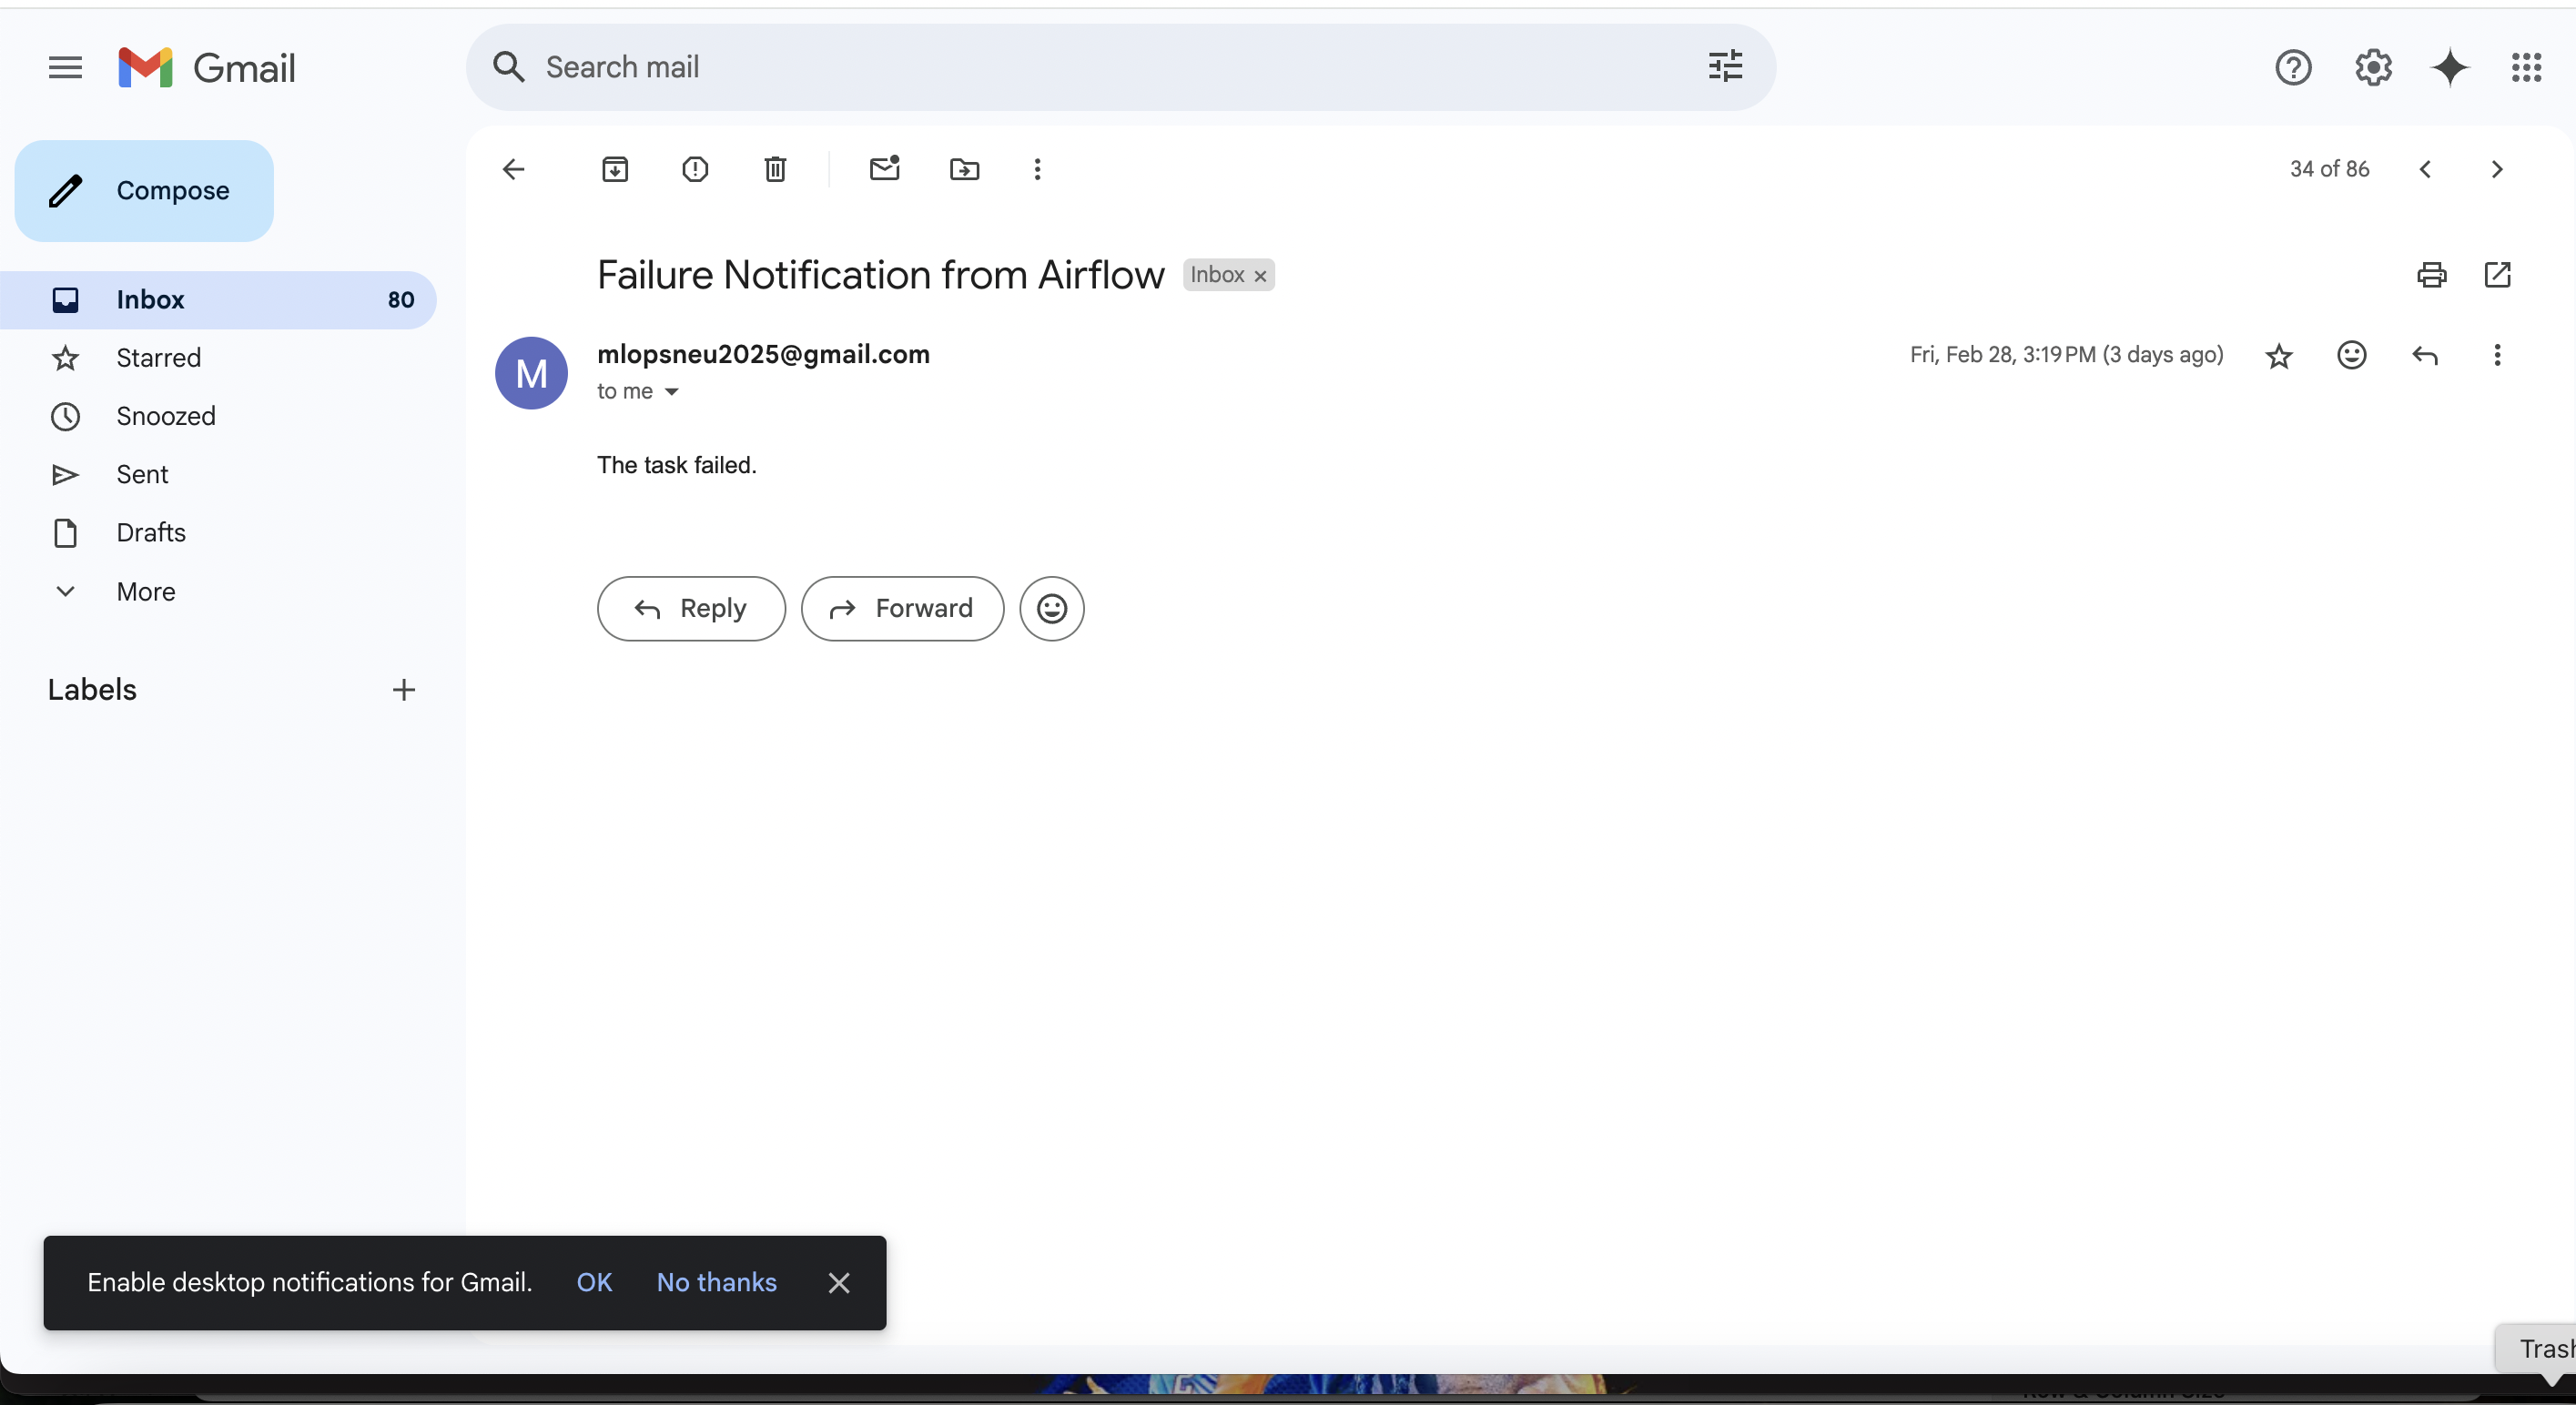 Gmail
Search mail
Compose
34 of 86
Inbox 80
Starred
Snoozed
Sent
Drafts
More
Labels
Failure Notification from Airflow Inbox ×
M
mlopsneu2025@gmail.com
Fri, Feb 28, 3:19 PM (3 days ago)
to me
The task failed.
Reply
Forward
Enable desktop notifications for Gmail. OK No thanks